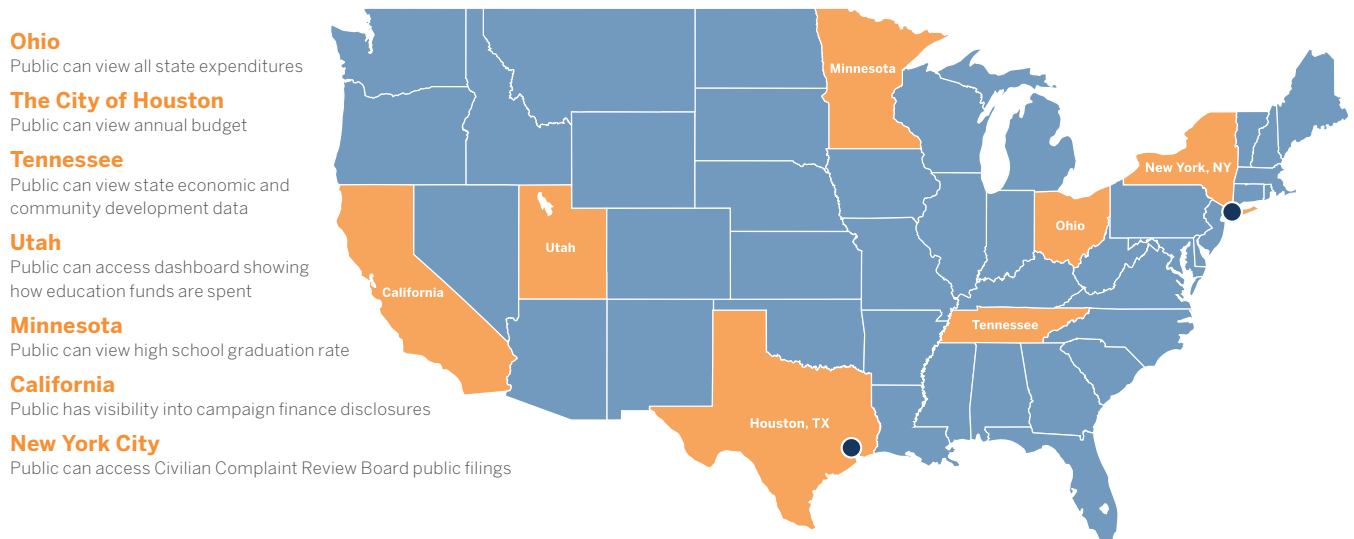 Ohio
Public can view all state expenditures
The City of Houston
Public can view annual budget
Tennessee
Public can view state economic and
community development data
Utah
Public can access dashboard showing
how education funds are spent
Minnesota
Public can view high school graduation rate
California
Public has visibility into campaign finance disclosures
New York City
Public can access Civilian Complaint Review Board public filings
Minnesota
New York, NY
Ohio
Utah
California
Tennessee
Houston, TX